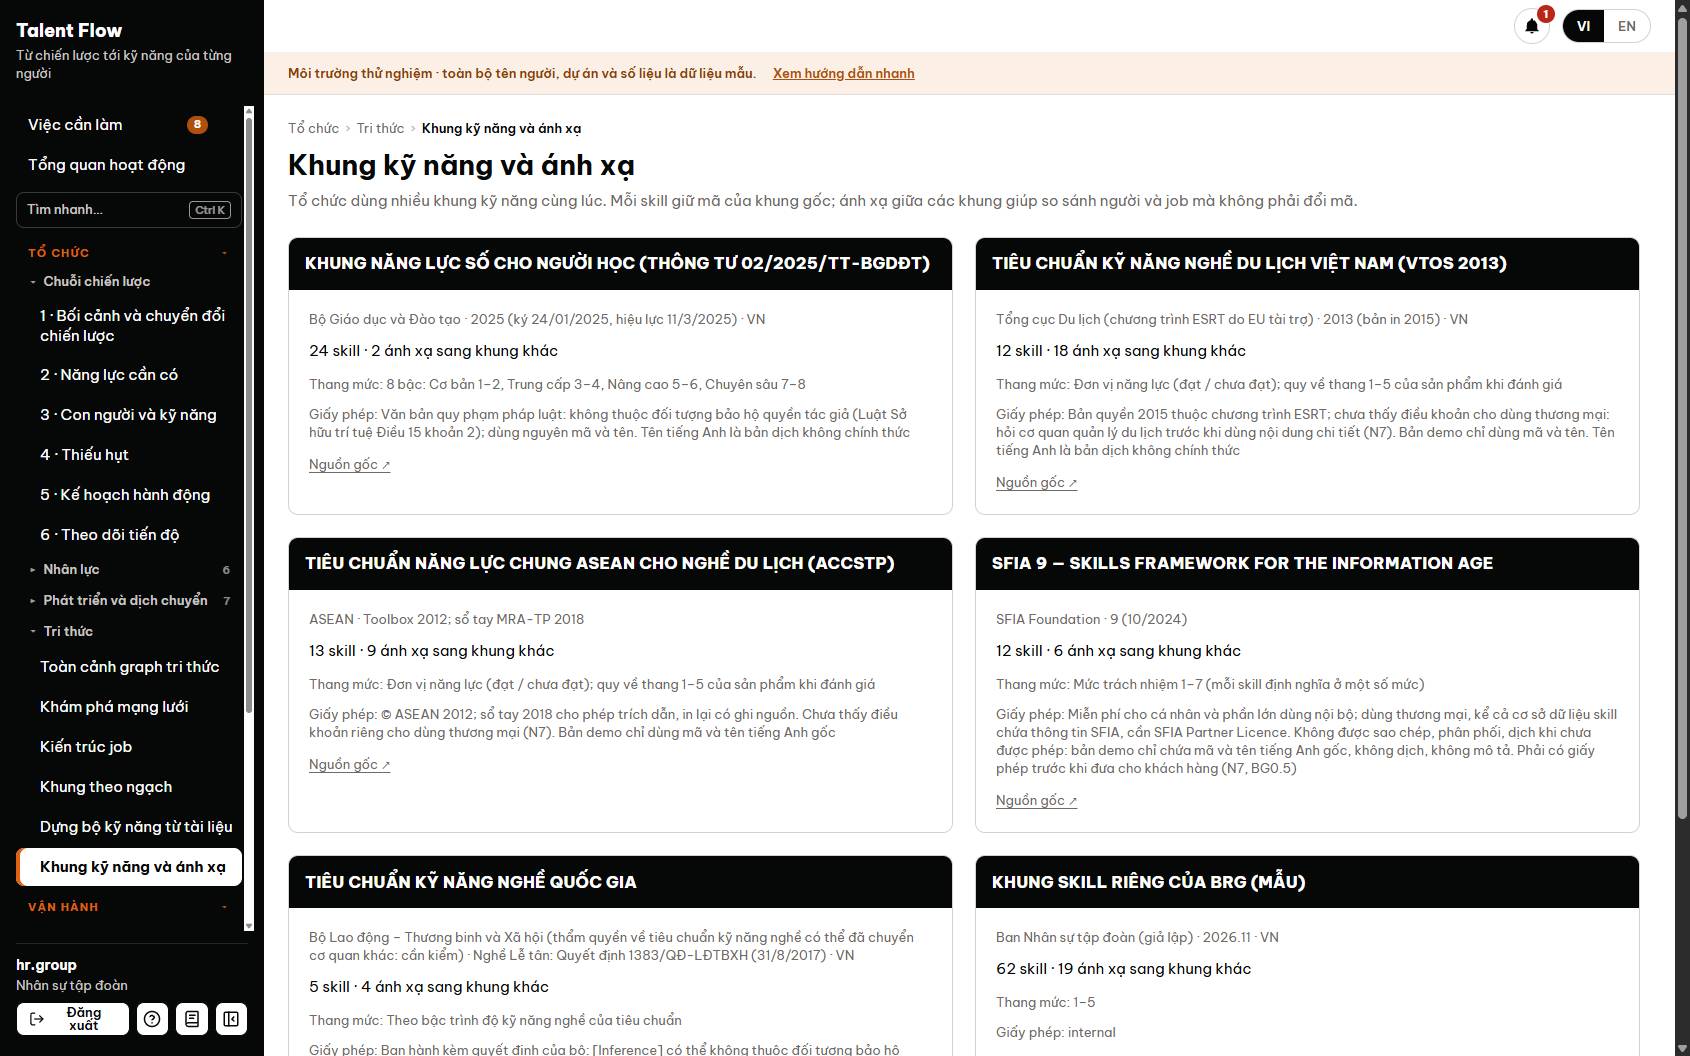 Talent Flow
Từ chiến lược tới kỹ năng của từng
người
Việc cần làm
8
Tổng quan hoạt động
Tìm nhanh...
Ctrl K
TỔ CHỨC
Chuỗi chiến lược
1 · Bối cảnh và chuyển đổi
chiến lược
2 · Năng lực cần có
3 · Con người và kỹ năng
4 · Thiếu hụt
5 · Kế hoạch hành động
6 · Theo dõi tiến độ
Nhân lực
6
Phát triển và dịch chuyển
7
Tri thức
Toàn cảnh graph tri thức
Khám phá mạng lưới
Kiến trúc job
Khung theo ngạch
Dựng bộ kỹ năng từ tài liệu
Khung kỹ năng và ánh xạ
VẬN HÀNH
hr.group
Nhân sự tập đoàn
Đăng
xuất
1
VI
EN
Môi trường thử nghiệm · toàn bộ tên người, dự án và số liệu là dữ liệu mẫu.
Xem hướng dẫn nhanh
Tổ chức › Tri thức › Khung kỹ năng và ánh xạ
Khung kỹ năng và ánh xạ
Tổ chức dùng nhiều khung kỹ năng cùng lúc. Mỗi skill giữ mã của khung gốc; ánh xạ giữa các khung giúp so sánh người và job mà không phải đổi mã.
KHUNG NĂNG LỰC SỐ CHO NGƯỜI HỌC (THÔNG TƯ 02/2025/TT-BGDĐT)
Bộ Giáo dục và Đào tạo · 2025 (ký 24/01/2025, hiệu lực 11/3/2025) · VN
24 skill · 2 ánh xạ sang khung khác
Thang mức: 8 bậc: Cơ bản 1–2, Trung cấp 3–4, Nâng cao 5–6, Chuyên sâu 7–8
Giấy phép: Văn bản quy phạm pháp luật: không thuộc đối tượng bảo hộ quyền tác giả (Luật Sở
hữu trí tuệ Điều 15 khoản 2); dùng nguyên mã và tên. Tên tiếng Anh là bản dịch không chính thức
Nguồn gốc ↗
TIÊU CHUẨN KỸ NĂNG NGHỀ DU LỊCH VIỆT NAM (VTOS 2013)
Tổng cục Du lịch (chương trình ESRT do EU tài trợ) · 2013 (bản in 2015) · VN
12 skill · 18 ánh xạ sang khung khác
Thang mức: Đơn vị năng lực (đạt / chưa đạt); quy về thang 1–5 của sản phẩm khi đánh giá
Giấy phép: Bản quyền 2015 thuộc chương trình ESRT; chưa thấy điều khoản cho dùng thương mại:
hỏi cơ quan quản lý du lịch trước khi dùng nội dung chi tiết (N7). Bản demo chỉ dùng mã và tên. Tên
tiếng Anh là bản dịch không chính thức
Nguồn gốc ↗
TIÊU CHUẨN NĂNG LỰC CHUNG ASEAN CHO NGHỀ DU LỊCH (ACCSTP)
ASEAN · Toolbox 2012; sổ tay MRA-TP 2018
13 skill · 9 ánh xạ sang khung khác
Thang mức: Đơn vị năng lực (đạt / chưa đạt); quy về thang 1–5 của sản phẩm khi đánh giá
Giấy phép: © ASEAN 2012; sổ tay 2018 cho phép trích dẫn, in lại có ghi nguồn. Chưa thấy điều
khoản riêng cho dùng thương mại (N7). Bản demo chỉ dùng mã và tên tiếng Anh gốc
Nguồn gốc ↗
SFIA 9 — SKILLS FRAMEWORK FOR THE INFORMATION AGE
SFIA Foundation · 9 (10/2024)
12 skill · 6 ánh xạ sang khung khác
Thang mức: Mức trách nhiệm 1–7 (mỗi skill định nghĩa ở một số mức)
Giấy phép: Miễn phí cho cá nhân và phần lớn dùng nội bộ; dùng thương mại, kể cả cơ sở dữ liệu skill
chứa thông tin SFIA, cần SFIA Partner Licence. Không được sao chép, phân phối, dịch khi chưa
được phép: bản demo chỉ chứa mã và tên tiếng Anh gốc, không dịch, không mô tả. Phải có giấy
phép trước khi đưa cho khách hàng (N7, BG0.5)
Nguồn gốc ↗
TIÊU CHUẨN KỸ NĂNG NGHỀ QUỐC GIA
Bộ Lao động – Thương binh và Xã hội (thẩm quyền về tiêu chuẩn kỹ năng nghề có thể đã chuyển
cơ quan khác: cần kiểm) · Nghề Lễ tân: Quyết định 1383/QĐ-LĐTBXH (31/8/2017) · VN
5 skill · 4 ánh xạ sang khung khác
Thang mức: Theo bậc trình độ kỹ năng nghề của tiêu chuẩn
Giấy phép: Ban hành kèm quyết định của bộ; [Inference] có thể không thuộc đối tượng bảo hộ
KHUNG SKILL RIÊNG CỦA BRG (MẪU)
Ban Nhân sự tập đoàn (giả lập) · 2026.11 · VN
62 skill · 19 ánh xạ sang khung khác
Thang mức: 1–5
Giấy phép: internal